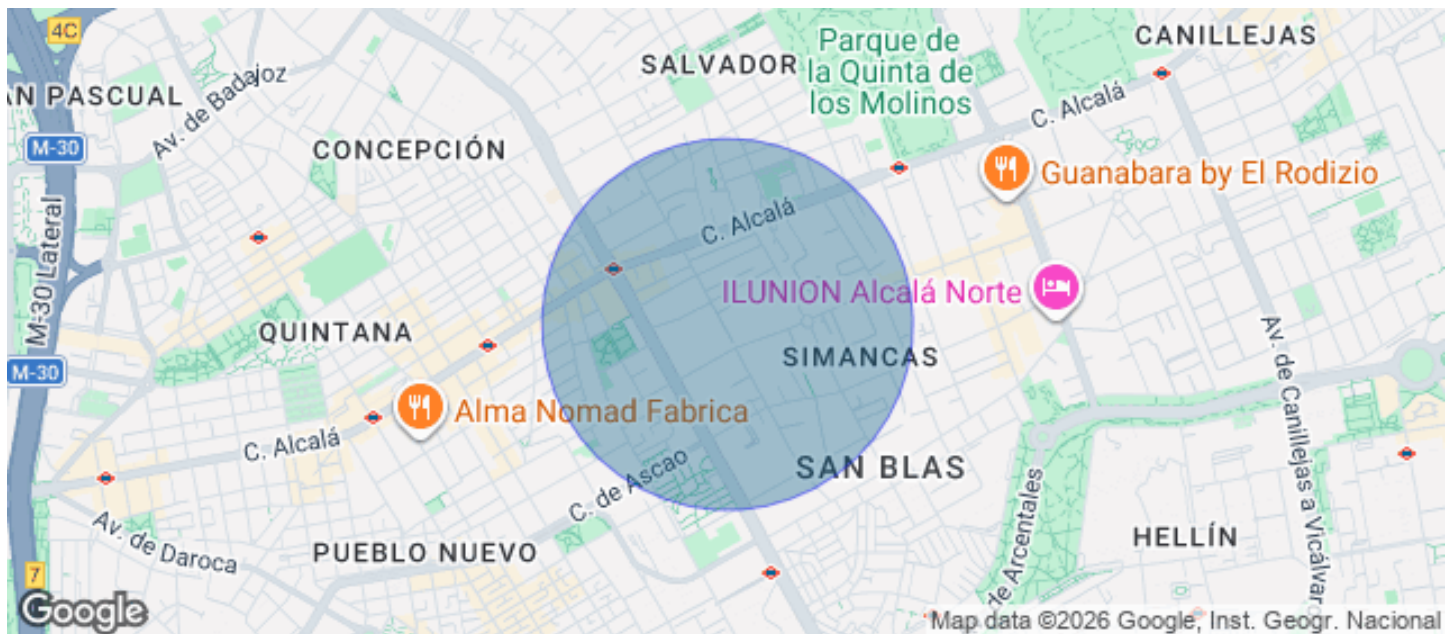 4C
SALVADOR
Parque de
la Quinta de
los Molinos
CANILLEJAS
AN PASCUAL
Av. de Badajoz
C. Alcalá
M-30
CONCEPCIÓN
Guanabara by El Rodizio
M-30 Lateral
C. Alcalá
ILUNION Alcalá Norte
QUINTANA
SIMANCAS
M-30
Alma Nomad Fabrica
Av. de Canillejas a Vicálvaro
C. Alcalá
C. de Ascao
SAN BLAS
Av. de Daroca
PUEBLO NUEVO
de Arcentales
HELLÍN
7
Google
Map data ©2026 Google, Inst. Geogr. Nacional